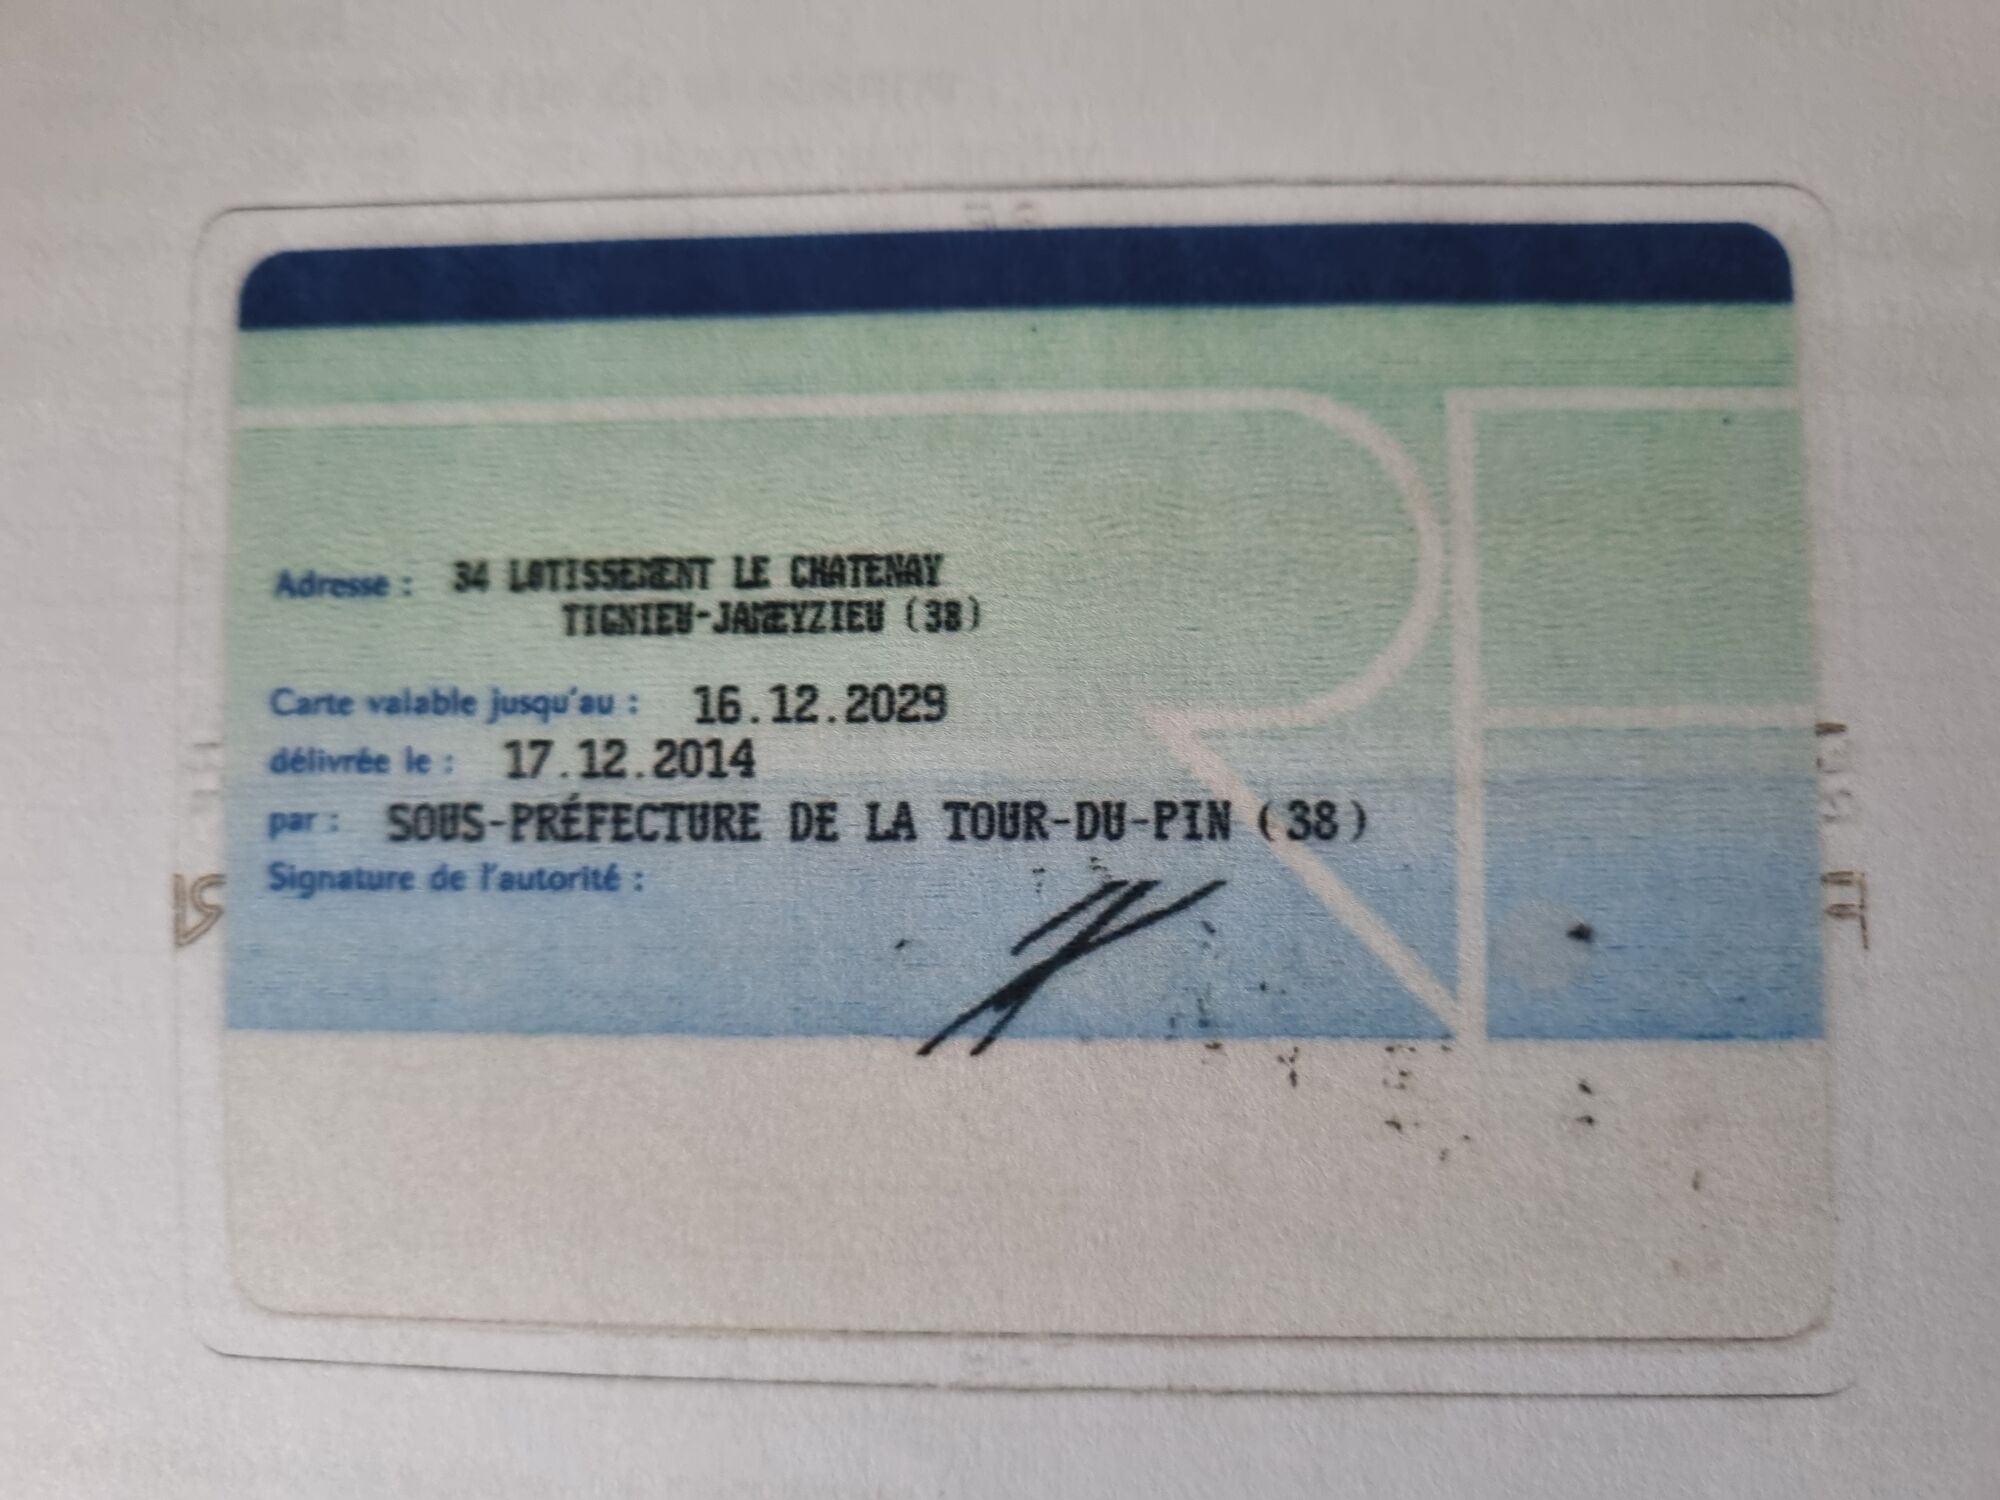 Adresse : 34 LOTISSEMENT LE CHATENAY
TIGNIEU-JAMEYZIEU (38)
Carte valable jusqu'au : 16.12.2029
délivrée le : 17.12.2014
par : SOUS-PRÉFECTURE DE LA TOUR-DU-PIN (38)
Signature de l'autorité :